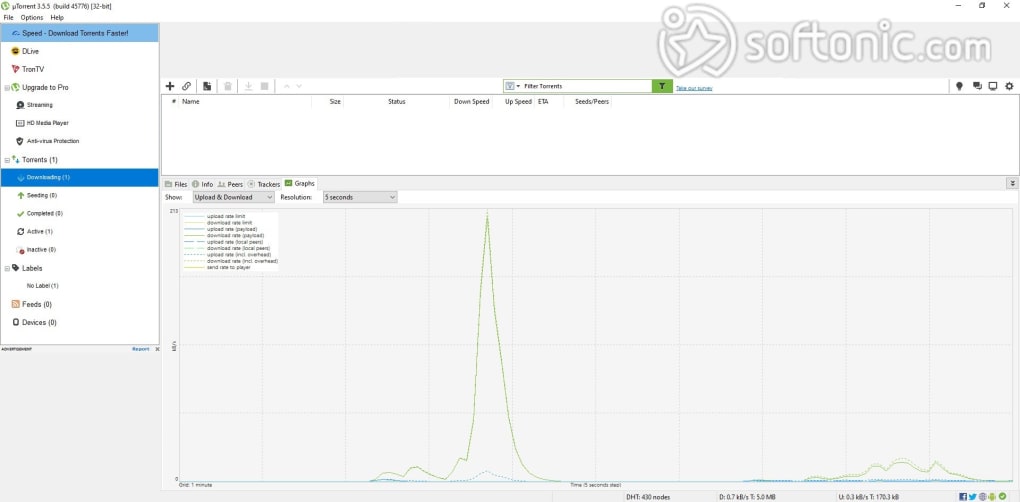 µTorrent 3.5.5 (build 45776) [32-bit]
File Options Help
softonic.com
Speed - Download Torrents Faster!
DLive
TronTV
Upgrade to Pro
Streaming
HD Media Player
Anti-virus Protection
Torrents (1)
Downloading (1)
Seeding (0)
Completed (0)
Active (1)
Inactive (0)
Labels
No Label (1)
Feeds (0)
Devices (0)
ADVERTISEMENT Report X
Filter Torrents Take our survey
# Name Size Status Down Speed Up Speed ETA Seeds/Peers
Files Info Peers Trackers Graphs
Show: Upload & Download Resolution: 5 seconds
213
upload rate limit
download rate limit
upload rate (payload)
download rate (payload)
upload rate (local peers)
download rate (local peers)
upload rate (incl. overhead)
download rate (incl. overhead)
send rate to player
kB/s
0
Grid: 1 minute Time (5 seconds step)
DHT: 430 nodes D: 0.7 kB/s T: 5.0 MB U: 0.3 kB/s T: 170.3 kB